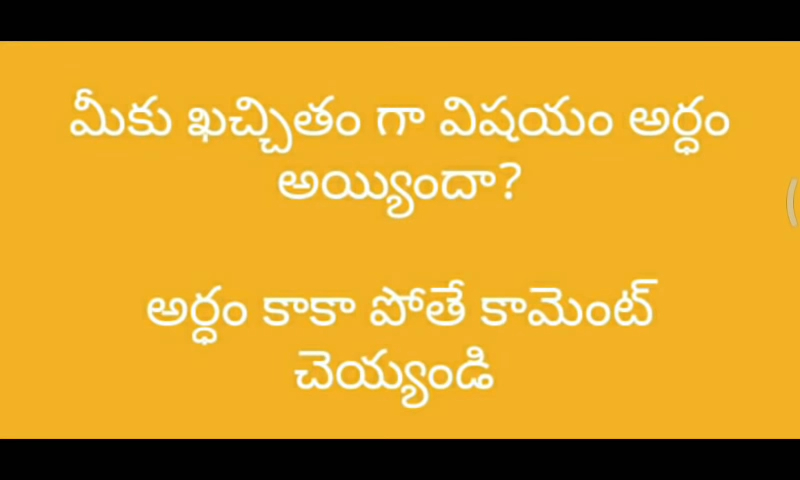 మీకు ఖచ్చితం గా విషయం అర్ధం
అయ్యిందా?
అర్ధం కాకా పోతే కామెంట్
చెయ్యండి